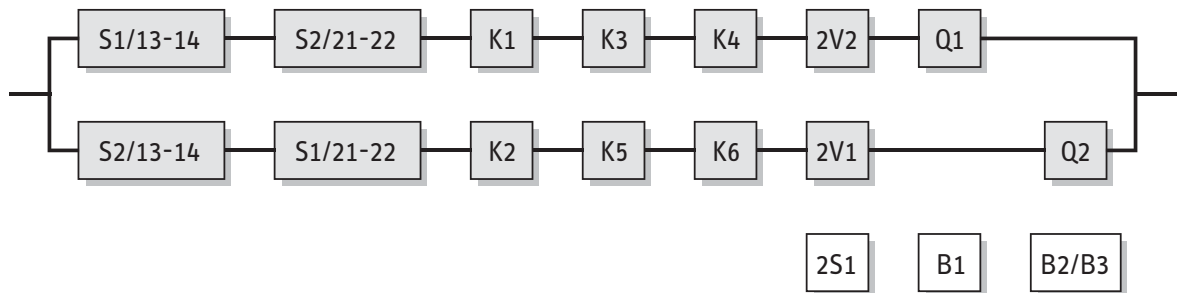 S1/13-14 S2/21-22 K1 K3 K4 2V2 Q1
S2/13-14 S1/21-22 K2 K5 K6 2V1 Q2
2S1 B1 B2/B3